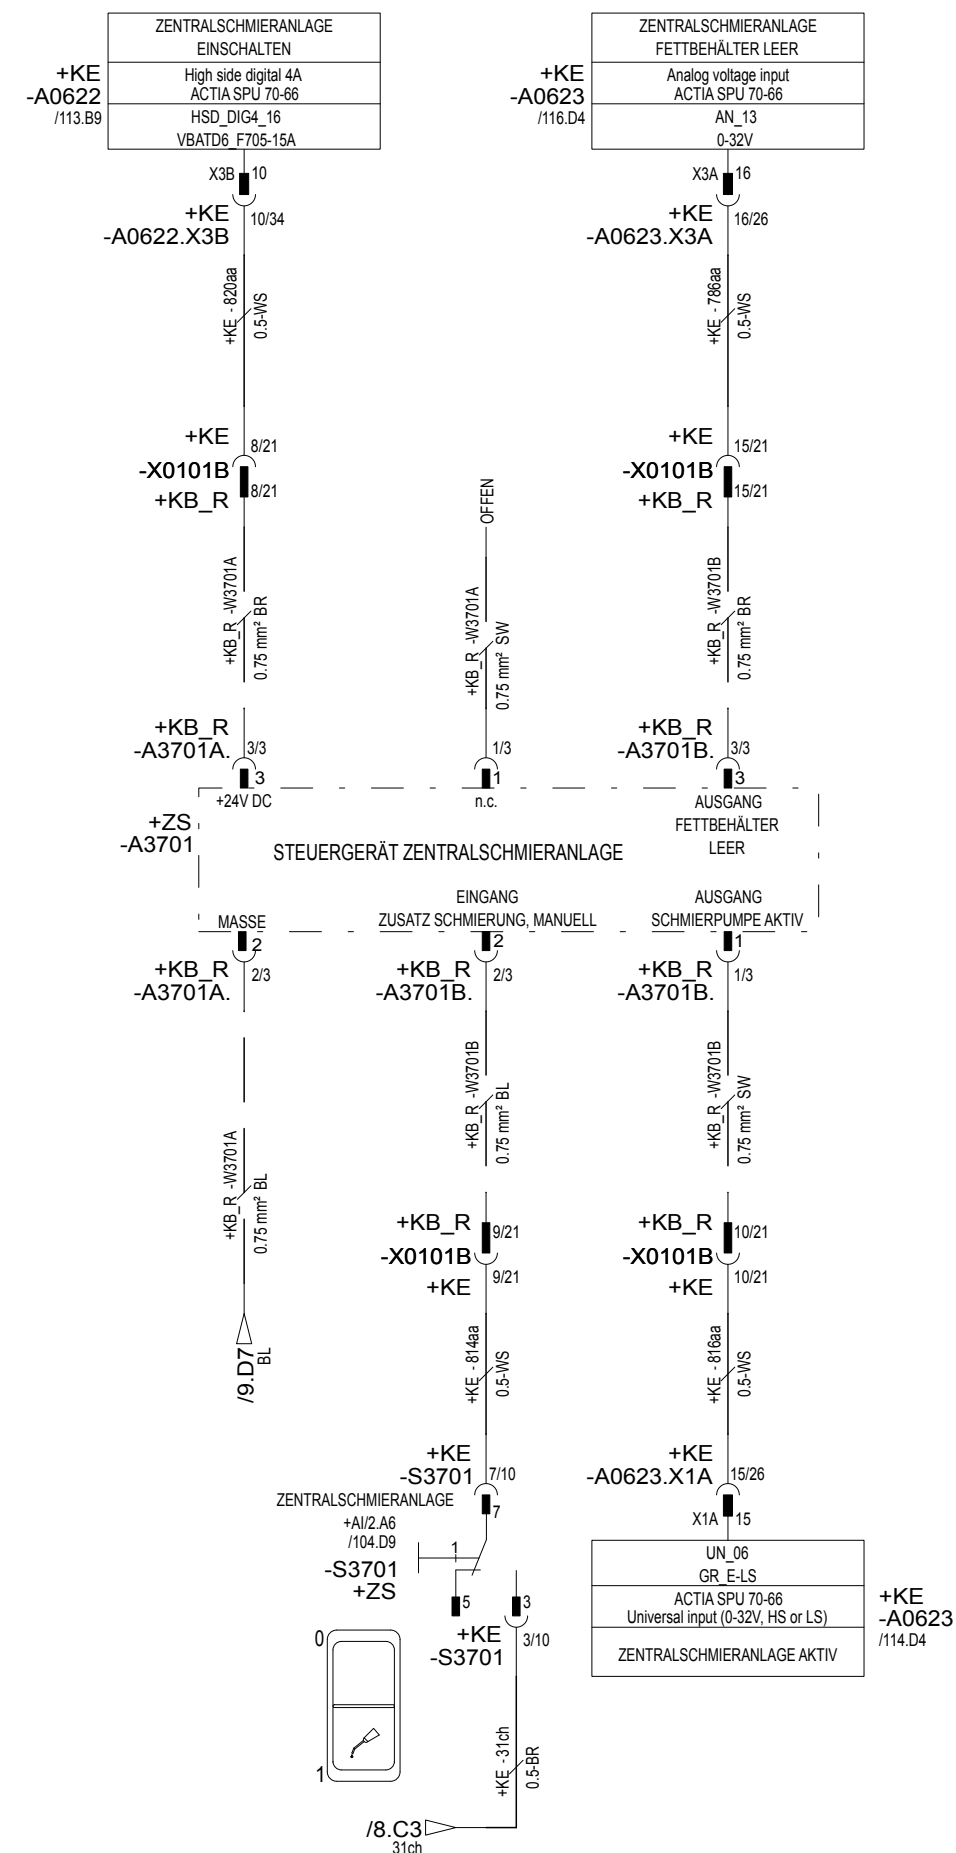 ZENTRALSCHMIERANLAGE
EINSCHALTEN
High side digital 4A
ACTIA SPU 70-66
HSD_DIG4_16
VBATD6_F705-15A
+KE
-A0622
/113.B9
ZENTRALSCHMIERANLAGE
FETTBEHÄLTER LEER
Analog voltage input
ACTIA SPU 70-66
AN_13
0-32V
+KE
-A0623
/116.D4
X3B 10
+KE 10/34
-A0622.X3B
X3A 16
+KE 16/26
-A0623.X3A
+KE - 820aa
0.5-WS
+KE - 786aa
0.5-WS
+KE 8/21
-X0101B
+KB_R 8/21
+KE 15/21
-X0101B
+KB_R 15/21
OFFEN
+KB_R -W3701A
0.75 mm² BR
+KB_R -W3701A
0.75 mm² SW
+KB_R -W3701B
0.75 mm² BR
+KB_R
-A3701A. 3/3
3
+24V DC
1/3
1
n.c.
+KB_R
-A3701B. 3/3
3
AUSGANG
FETTBEHÄLTER
LEER
+ZS
-A3701
STEUERGERÄT ZENTRALSCHMIERANLAGE
MASSE
2
EINGANG
ZUSATZ SCHMIERUNG, MANUELL
2
AUSGANG
SCHMIERPUMPE AKTIV
1
+KB_R 2/3
-A3701A.
+KB_R 2/3
-A3701B.
+KB_R 1/3
-A3701B.
+KB_R -W3701A
0.75 mm² BL
+KB_R -W3701B
0.75 mm² BL
+KB_R -W3701B
0.75 mm² SW
/9.D7
BL
+KB_R 9/21
-X0101B
+KE 9/21
+KB_R 10/21
-X0101B
+KE 10/21
+KE - 814aa
0.5-WS
+KE - 816aa
0.5-WS
+KE
-S3701 7/10
7
ZENTRALSCHMIERANLAGE
+AI/2.A6
/104.D9
-S3701
+ZS
1
5
3
+KE 3/10
-S3701
+KE
-A0623.X1A 15/26
X1A 15
UN_06
GR_E-LS
ACTIA SPU 70-66
Universal input (0-32V, HS or LS)
ZENTRALSCHMIERANLAGE AKTIV
+KE
-A0623
/114.D4
0
1
+KE - 31ch
0.5-BR
/8.C3
31ch